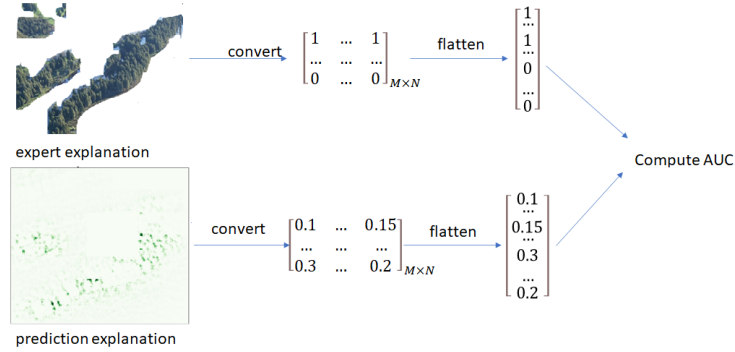 convert
[1 ... 1
... ... ...
0 ... 0]M×N
flatten
[1
...
1
...
0
...
0]
expert explanation
Compute AUC
convert
[0.1 ... 0.15
... ... ...
0.3 ... 0.2]M×N
flatten
[0.1
...
0.15
...
0.3
...
0.2]
prediction explanation